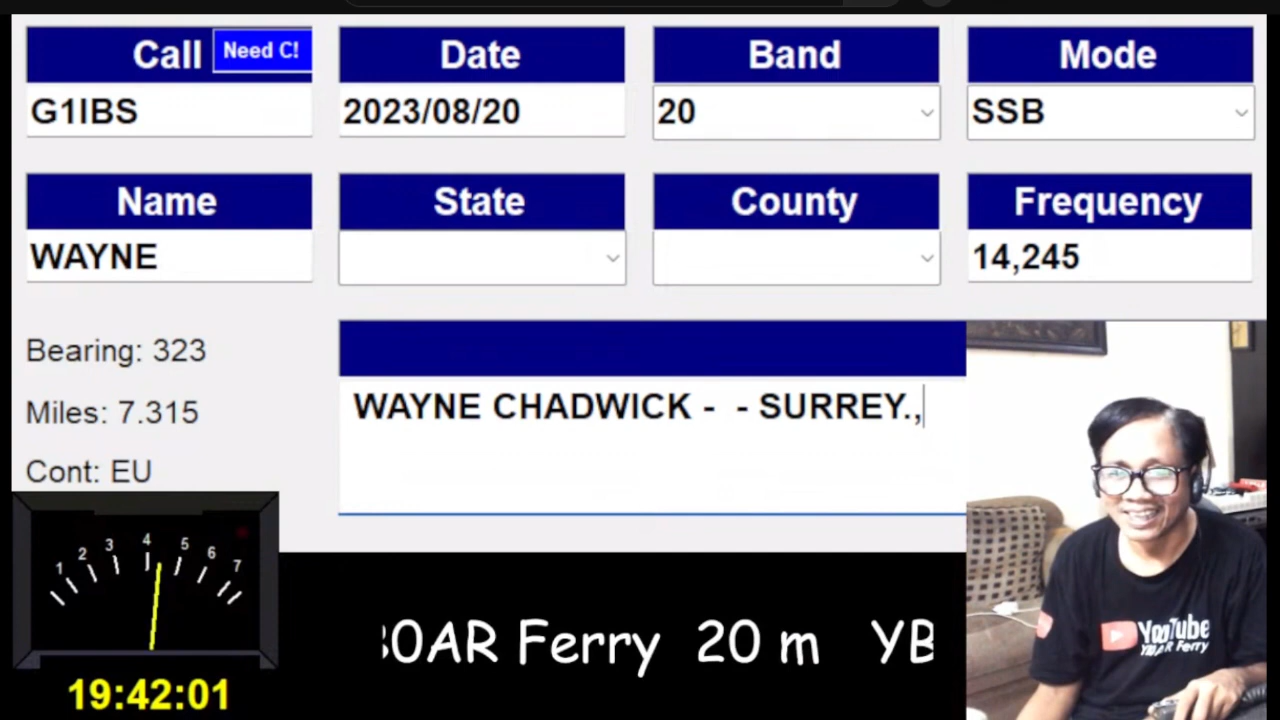 Call Need C!
G1IBS
Date
2023/08/20
Band
20
Mode
SSB
Name
WAYNE
State
County
Frequency
14,245
Bearing: 323
Miles: 7.315
Cont: EU
WAYNE CHADWICK - - SURREY.,
1 2 3 4 5 6 7
19:42:01
0AR Ferry 20 m YB
YouTube
Ferry